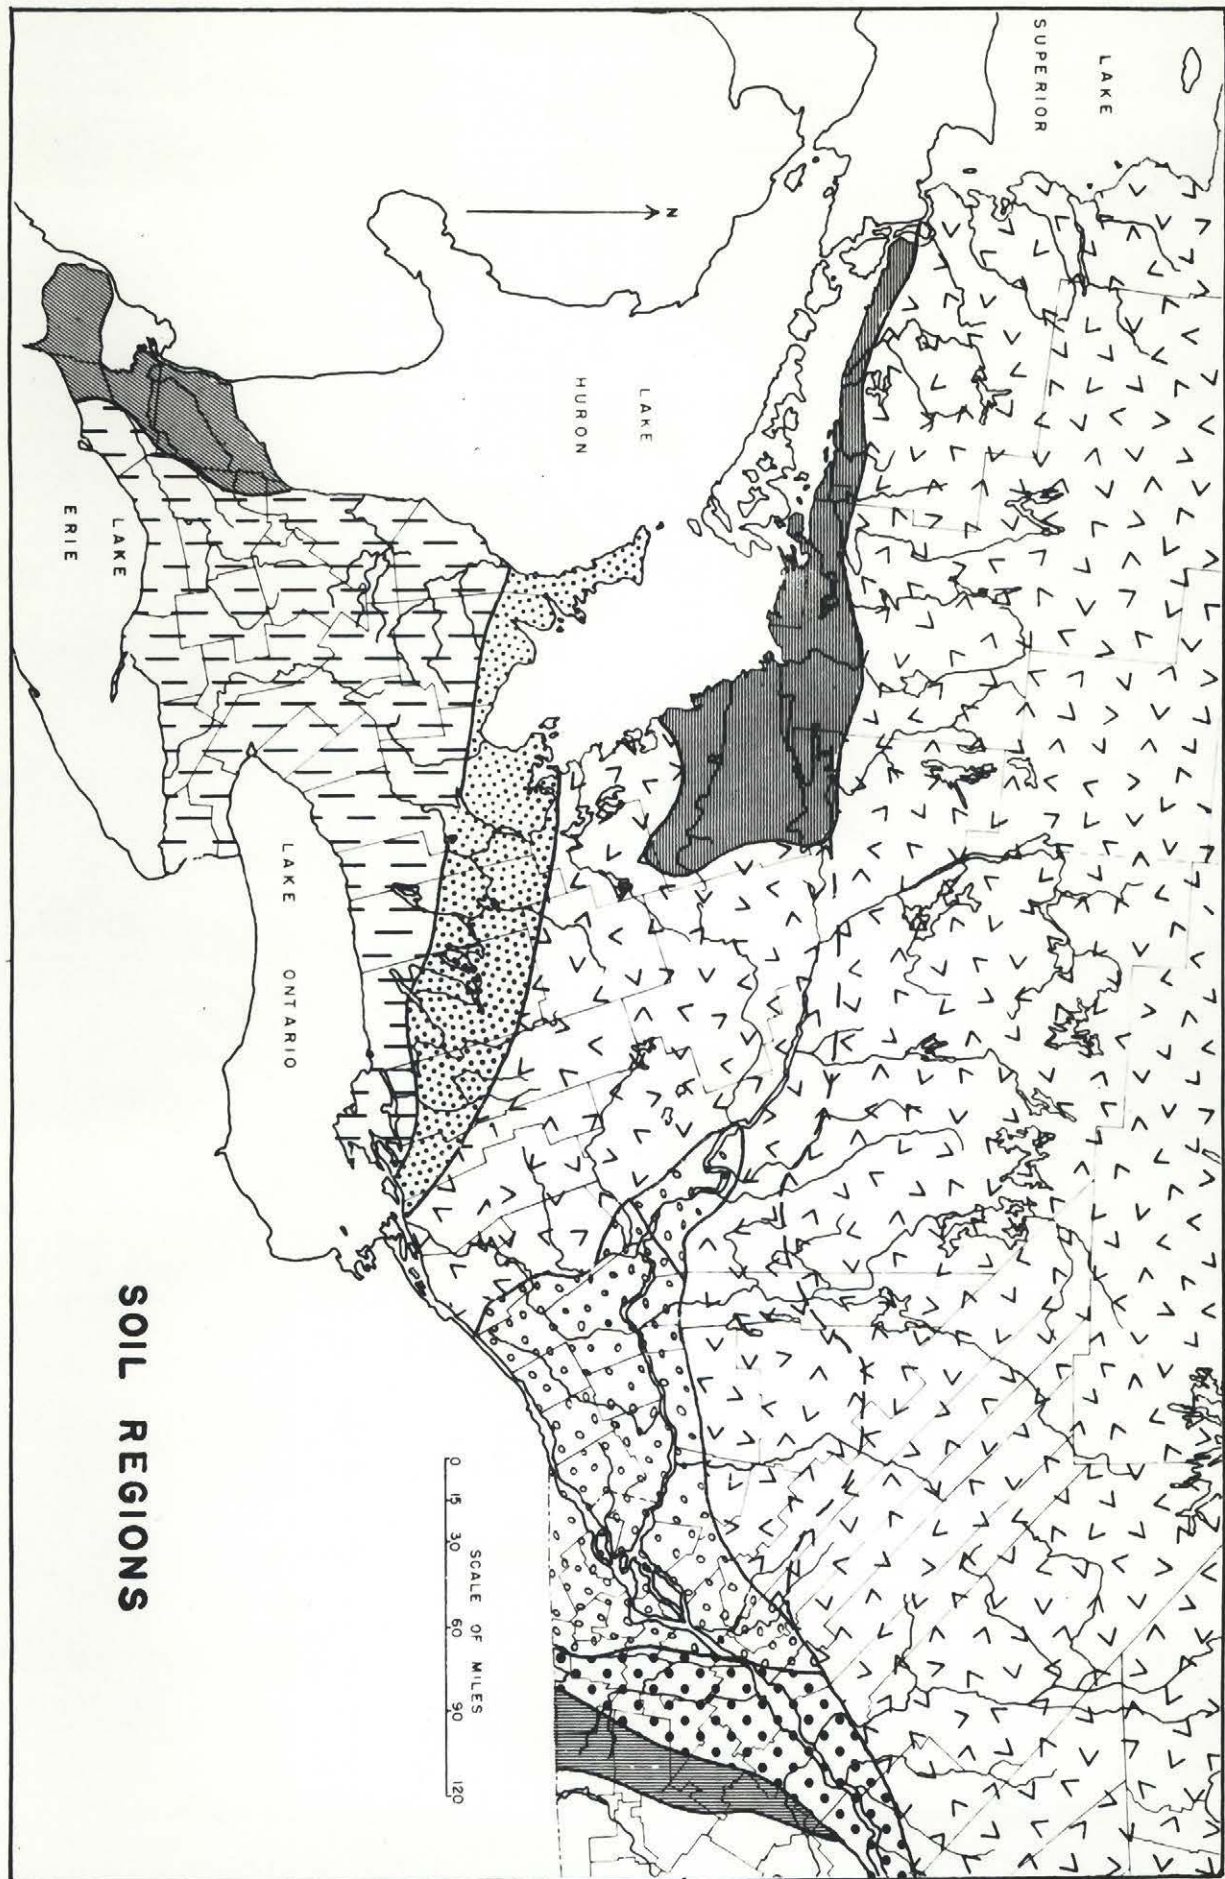 LAKE
SUPERIOR
N
LAKE
HURON
LAKE
ERIE
LAKE ONTARIO
SOIL REGIONS
SCALE OF MILES
0 15 30 60 90 120